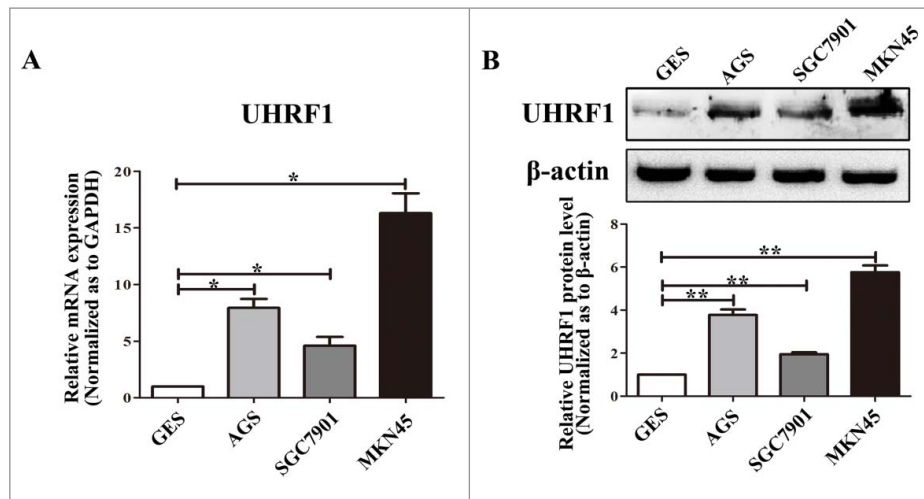 A
UHRF1
Relative mRNA expression
(Normalized as to GAPDH)
20
15
10
5
0
*
*
*
GES
AGS
SGC7901
MKN45
B
GES
AGS
SGC7901
MKN45
UHRF1
β-actin
Relative UHRF1 protein level
(Normalized as to β-actin)
8
6
4
2
0
**
**
**
GES
AGS
SGC7901
MKN45